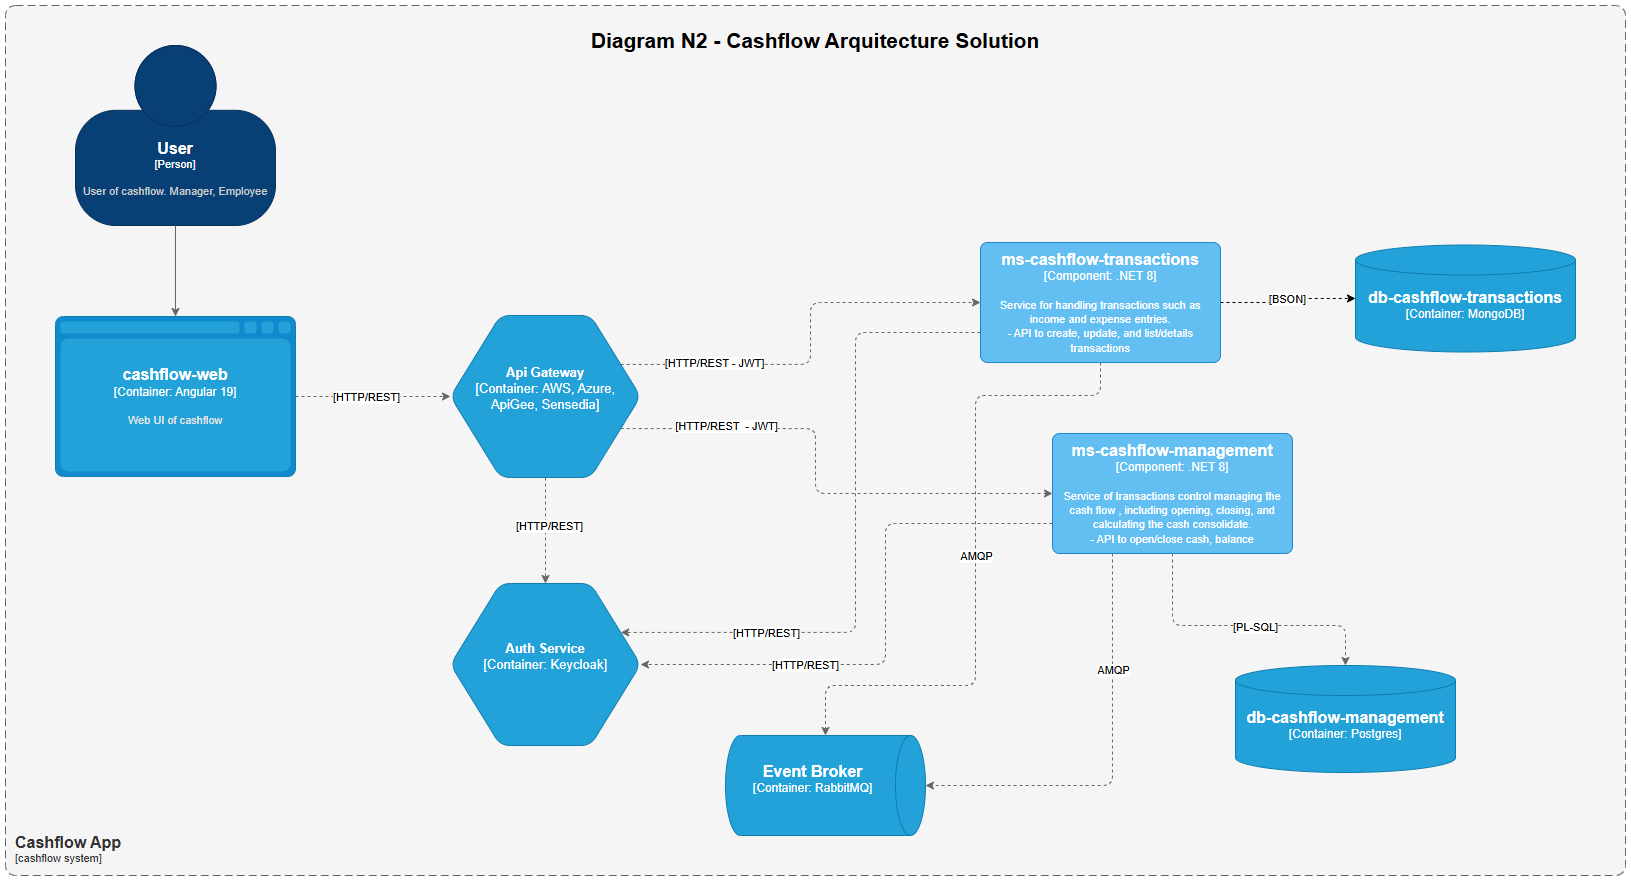 Diagram N2 - Cashflow Arquitecture Solution
User
[Person]
User of cashflow. Manager, Employee
cashflow-web
[Container: Angular 19]
Web UI of cashflow
[HTTP/REST]
Api Gateway
[Container: AWS, Azure,
ApiGee, Sensedia]
[HTTP/REST - JWT]
[HTTP/REST  - JWT]
[HTTP/REST]
ms-cashflow-transactions
[Component: .NET 8]
Service for handling transactions such as
income and expense entries.
- API to create, update, and list/details
transactions
[BSON]
db-cashflow-transactions
[Container: MongoDB]
ms-cashflow-management
[Component: .NET 8]
Service of transactions control managing the
cash flow , including opening, closing, and
calculating the cash consolidate.
- API to open/close cash, balance
AMQP
[HTTP/REST]
[HTTP/REST]
AMQP
[PL-SQL]
Auth Service
[Container: Keycloak]
db-cashflow-management
[Container: Postgres]
Event Broker
[Container: RabbitMQ]
Cashflow App
[cashflow system]